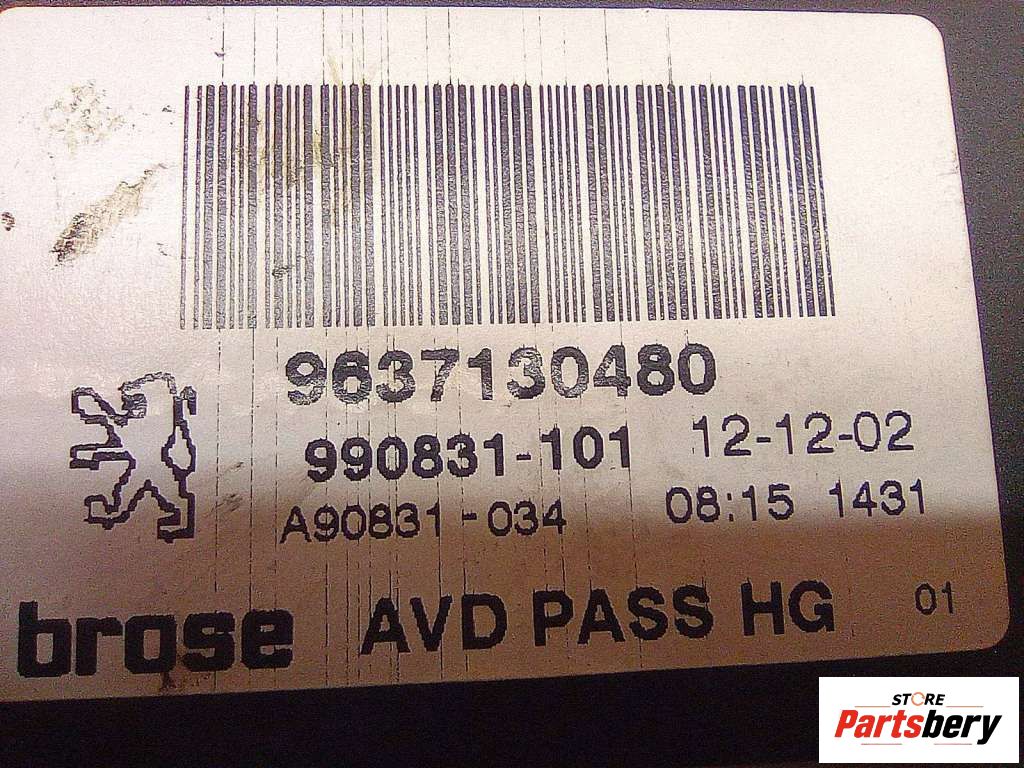 9637130480
990831-101 12-12-02
A90831-034 08:15 1431
brose AVD PASS HG 01
STORE
Partsbery